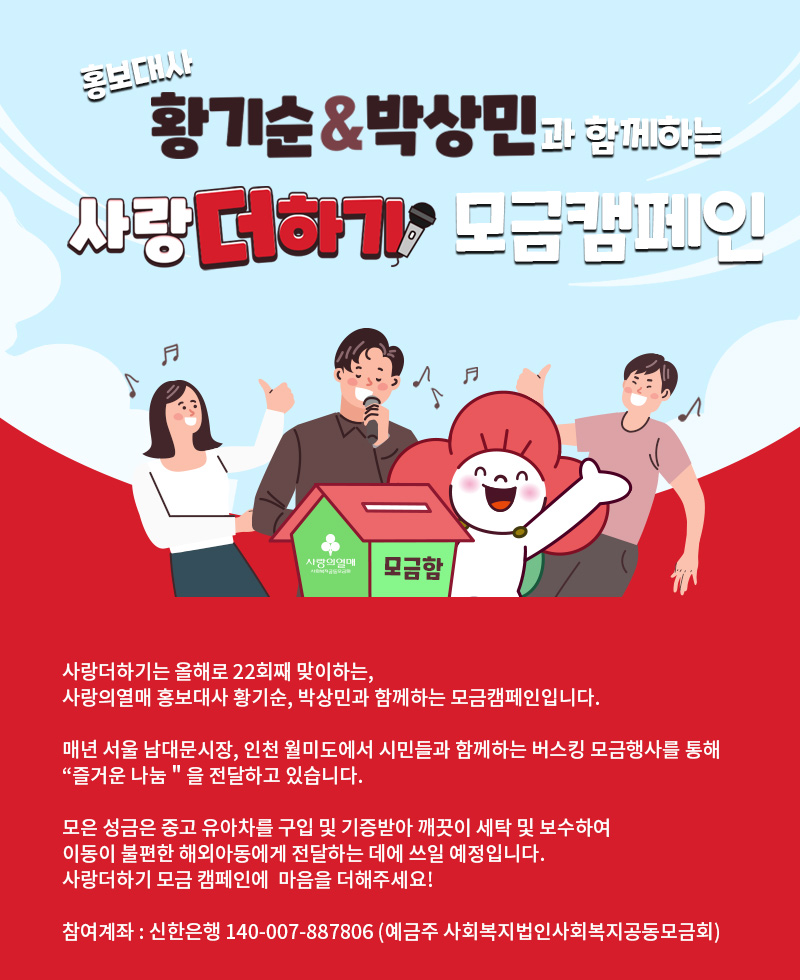 홍보대사
황기순&박상민과 함께하는
사랑더하기 모금캠페인
사랑의열매
사회복지공동모금회
모금함
사랑더하기는 올해로 22회째 맞이하는,
사랑의열매 홍보대사 황기순, 박상민과 함께하는 모금캠페인입니다.
매년 서울 남대문시장, 인천 월미도에서 시민들과 함께하는 버스킹 모금행사를 통해
“즐거운 나눔 " 을 전달하고 있습니다.
모은 성금은 중고 유아차를 구입 및 기증받아 깨끗이 세탁 및 보수하여
이동이 불편한 해외아동에게 전달하는 데에 쓰일 예정입니다.
사랑더하기 모금 캠페인에  마음을 더해주세요!
참여계좌 : 신한은행 140-007-887806 (예금주 사회복지법인사회복지공동모금회)